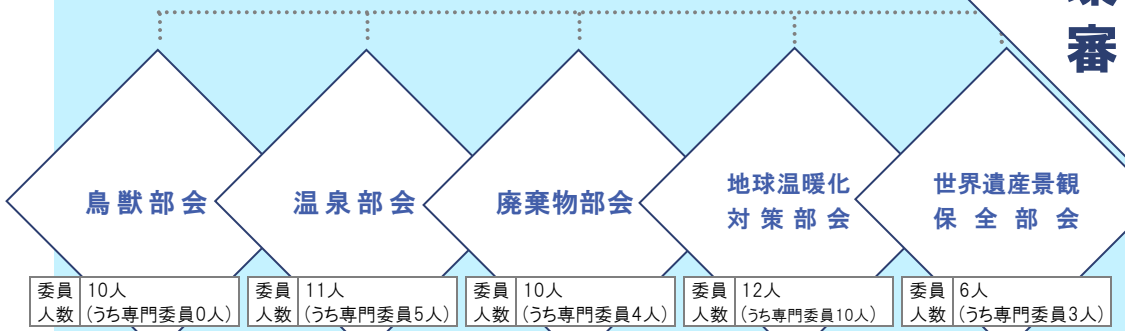 審
鳥獣部会
温泉部会
廃棄物部会
地球温暖化
対策部会
世界遺産景観
保全部会
委員人数 10人
(うち専門委員0人)
委員人数 11人
(うち専門委員5人)
委員人数 10人
(うち専門委員4人)
委員人数 12人
(うち専門委員10人)
委員人数 6人
(うち専門委員3人)